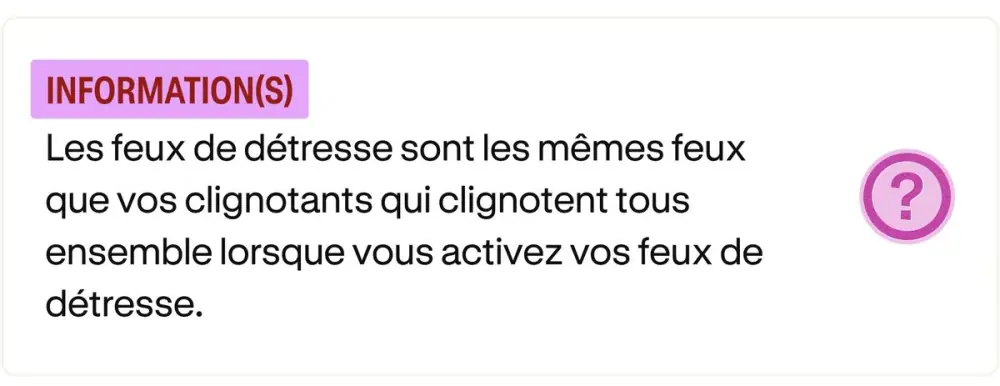 INFORMATION(S)
Les feux de détresse sont les mêmes feux
que vos clignotants qui clignotent tous
ensemble lorsque vous activez vos feux de
détresse.
?